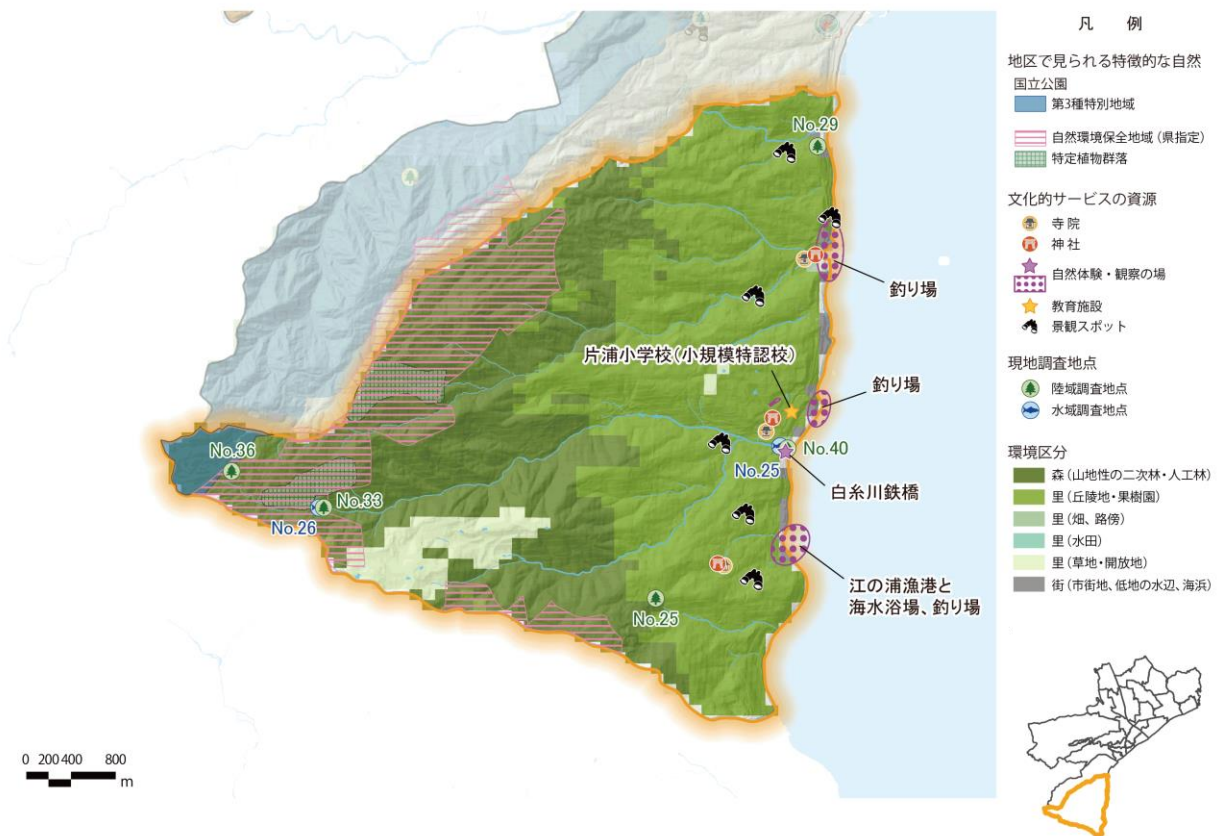 No.29
釣り場
片浦小学校(小規模特認校)
釣り場
No.36
No.40
No.25
白糸川鉄橋
No.33
No.26
江の浦漁港と
海水浴場、釣り場
No.25
0 200 400 800
m
凡 例
地区で見られる特徴的な自然
国立公園
第3種特別地域
自然環境保全地域(県指定)
特定植物群落
文化的サービスの資源
寺院
神社
自然体験・観察の場
教育施設
景観スポット
現地調査地点
陸域調査地点
水域調査地点
環境区分
森(山地性の二次林・人工林)
里(丘陵地・果樹園)
里(畑、路傍)
里(水田)
里(草地・開放地)
街(市街地、低地の水辺、海浜)